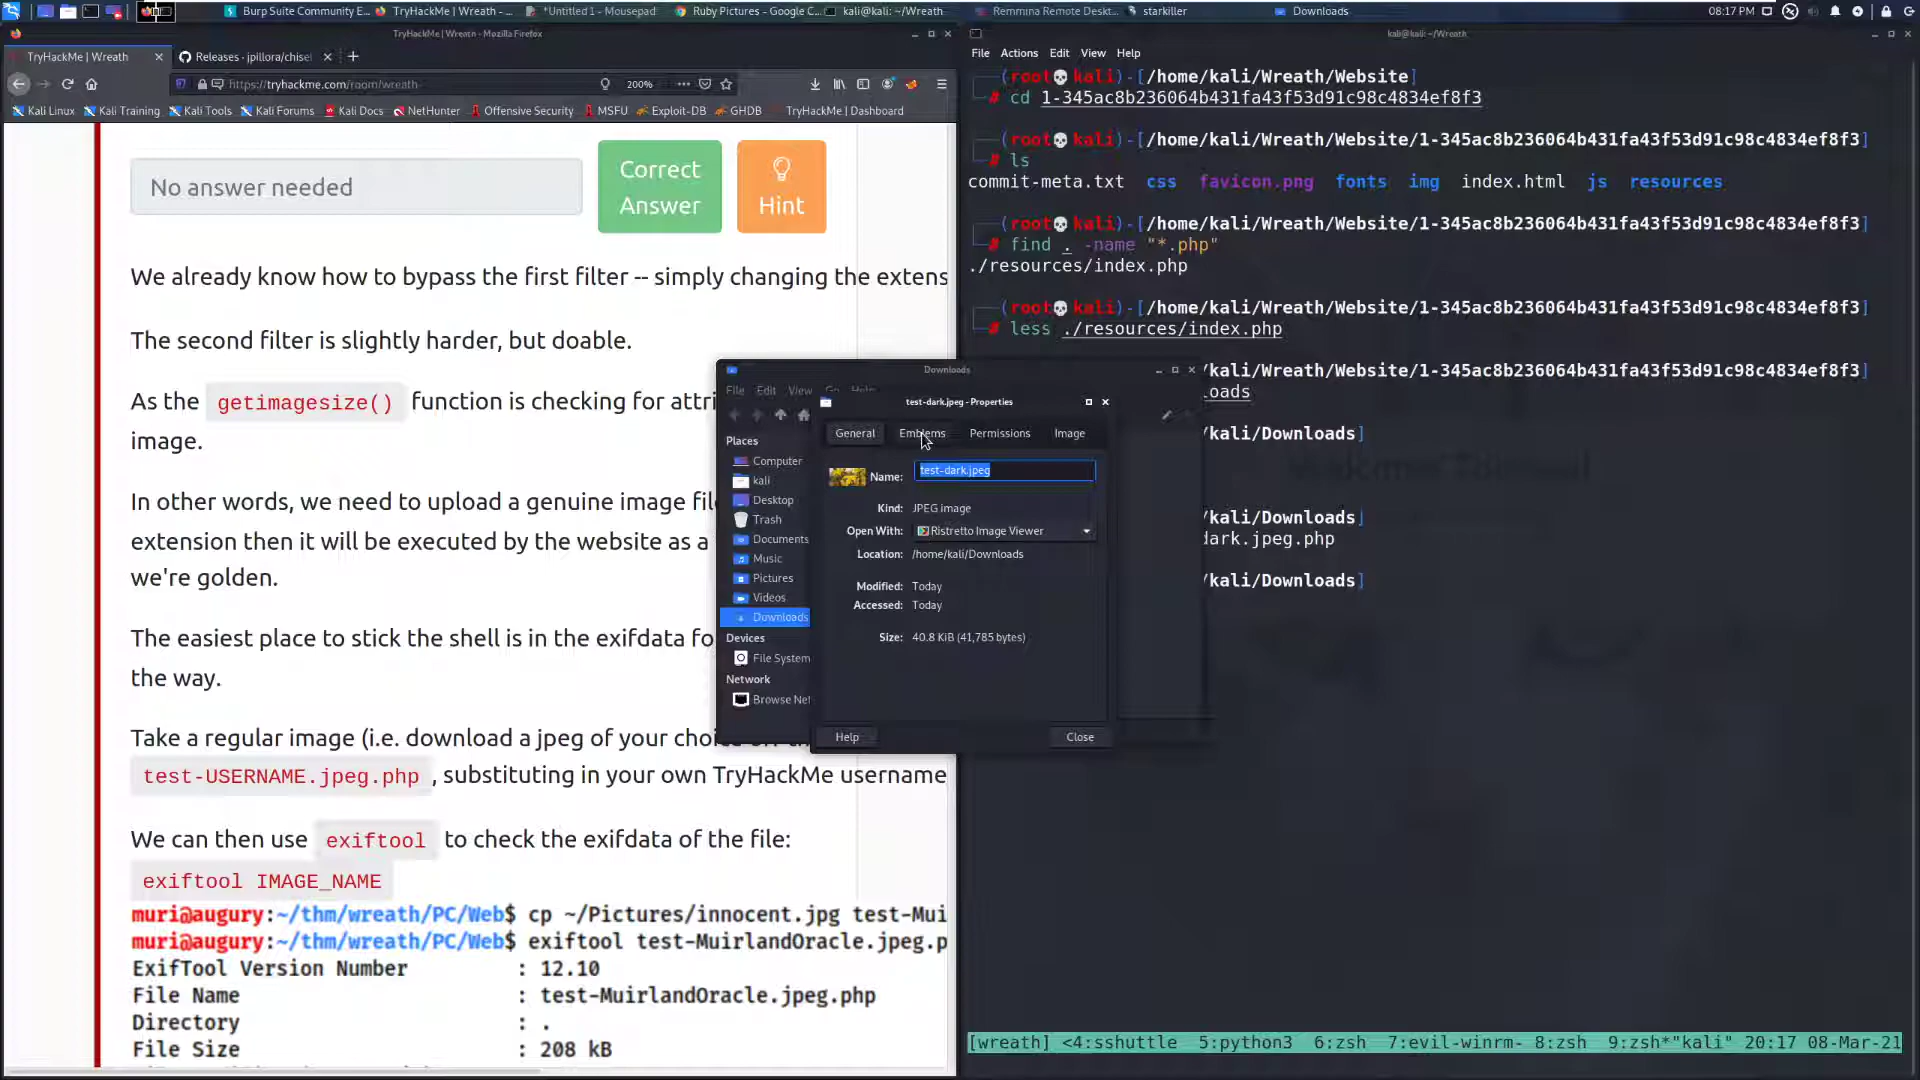 Burp Suite Community E...
TryHackMe | Wreath - ...
*Untitled 1 - Mousepad
Ruby Pictures - Google C...
kali@kali: ~/Wreath
Remmina Remote Deskt...
starkiller
Downloads
08:17 PM
TryHackMe | Wreath - Mozilla Firefox
TryHackMe | Wreath
Releases · jpillora/chisel
https://tryhackme.com/room/wreath
200%
Kali Linux
Kali Training
Kali Tools
Kali Forums
Kali Docs
NetHunter
Offensive Security
MSFU
Exploit-DB
GHDB
TryHackMe | Dashboard
No answer needed
Correct Answer
Hint
We already know how to bypass the first filter -- simply changing the extens
The second filter is slightly harder, but doable.
As the getimagesize() function is checking for attri
image.
In other words, we need to upload a genuine image fil
extension then it will be executed by the website as a
we're golden.
The easiest place to stick the shell is in the exifdata fo
the way.
Take a regular image (i.e. download a jpeg of your choi
test-USERNAME.jpeg.php , substituting in your own TryHackMe username
We can then use exiftool to check the exifdata of the file:
exiftool IMAGE_NAME
muri@augury:~/thm/wreath/PC/Web$ cp ~/Pictures/innocent.jpg test-Mui
muri@augury:~/thm/wreath/PC/Web$ exiftool test-MuirlandOracle.jpeg.p
ExifTool Version Number : 12.10
File Name : test-MuirlandOracle.jpeg.php
Directory : .
File Size : 208 kB
Downloads
File Edit View Go Help
Places
Computer
kali
Desktop
Trash
Documents
Music
Pictures
Videos
Downloads
Devices
File System
Network
Browse Net
test-dark.jpeg - Properties
General Emblems Permissions Image
Name: test-dark.jpeg
Kind: JPEG image
Open With: Ristretto Image Viewer
Location: /home/kali/Downloads
Modified: Today
Accessed: Today
Size: 40.8 KiB (41,785 bytes)
Help Close
kali@kali: ~/Wreath
File Actions Edit View Help
(root💀kali)-[/home/kali/Wreath/Website]
# cd 1-345ac8b236064b431fa43f53d91c98c4834ef8f3
(root💀kali)-[/home/kali/Wreath/Website/1-345ac8b236064b431fa43f53d91c98c4834ef8f3]
# ls
commit-meta.txt css favicon.png fonts img index.html js resources
(root💀kali)-[/home/kali/Wreath/Website/1-345ac8b236064b431fa43f53d91c98c4834ef8f3]
# find . -name "*.php"
./resources/index.php
(root💀kali)-[/home/kali/Wreath/Website/1-345ac8b236064b431fa43f53d91c98c4834ef8f3]
# less ./resources/index.php
/kali/Wreath/Website/1-345ac8b236064b431fa43f53d91c98c4834ef8f3]
loads
/kali/Downloads]
/kali/Downloads]
dark.jpeg.php
/kali/Downloads]
[wreath] <4:sshuttle 5:python3 6:zsh 7:evil-winrm- 8:zsh 9:zsh*"kali" 20:17 08-Mar-21